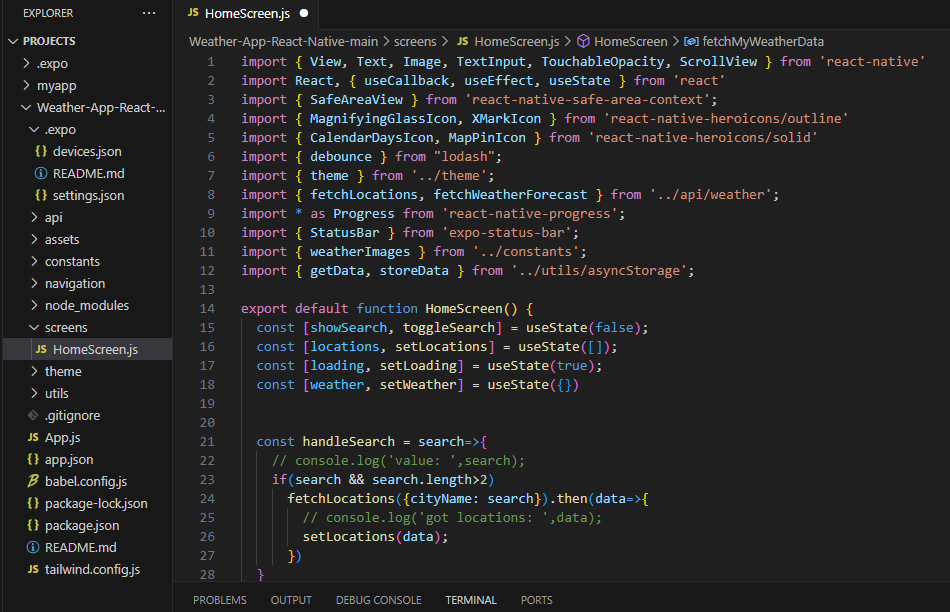 EXPLORER ...
PROJECTS
> .expo
> myapp
Weather-App-React-...
.expo
{} devices.json
README.md
{} settings.json
> api
> assets
> constants
> navigation
> node_modules
screens
JS HomeScreen.js
> theme
> utils
.gitignore
JS App.js
{} app.json
babel.config.js
{} package-lock.json
{} package.json
README.md
JS tailwind.config.js
JS HomeScreen.js ●
Weather-App-React-Native-main > screens > JS HomeScreen.js > HomeScreen > fetchMyWeatherData
1 import { View, Text, Image, TextInput, TouchableOpacity, ScrollView } from 'react-native'
2 import React, { useCallback, useEffect, useState } from 'react'
3 import { SafeAreaView } from 'react-native-safe-area-context';
4 import { MagnifyingGlassIcon, XMarkIcon } from 'react-native-heroicons/outline'
5 import { CalendarDaysIcon, MapPinIcon } from 'react-native-heroicons/solid'
6 import { debounce } from "lodash";
7 import { theme } from '../theme';
8 import { fetchLocations, fetchWeatherForecast } from '../api/weather';
9 import * as Progress from 'react-native-progress';
10 import { StatusBar } from 'expo-status-bar';
11 import { weatherImages } from '../constants';
12 import { getData, storeData } from '../utils/asyncStorage';
13
14 export default function HomeScreen() {
15 const [showSearch, toggleSearch] = useState(false);
16 const [locations, setLocations] = useState([]);
17 const [loading, setLoading] = useState(true);
18 const [weather, setWeather] = useState({})
19
20
21 const handleSearch = search=>{
22 // console.log('value: ',search);
23 if(search && search.length>2)
24 fetchLocations({cityName: search}).then(data=>{
25 // console.log('got locations: ',data);
26 setLocations(data);
27 })
28 }
PROBLEMS OUTPUT DEBUG CONSOLE TERMINAL PORTS